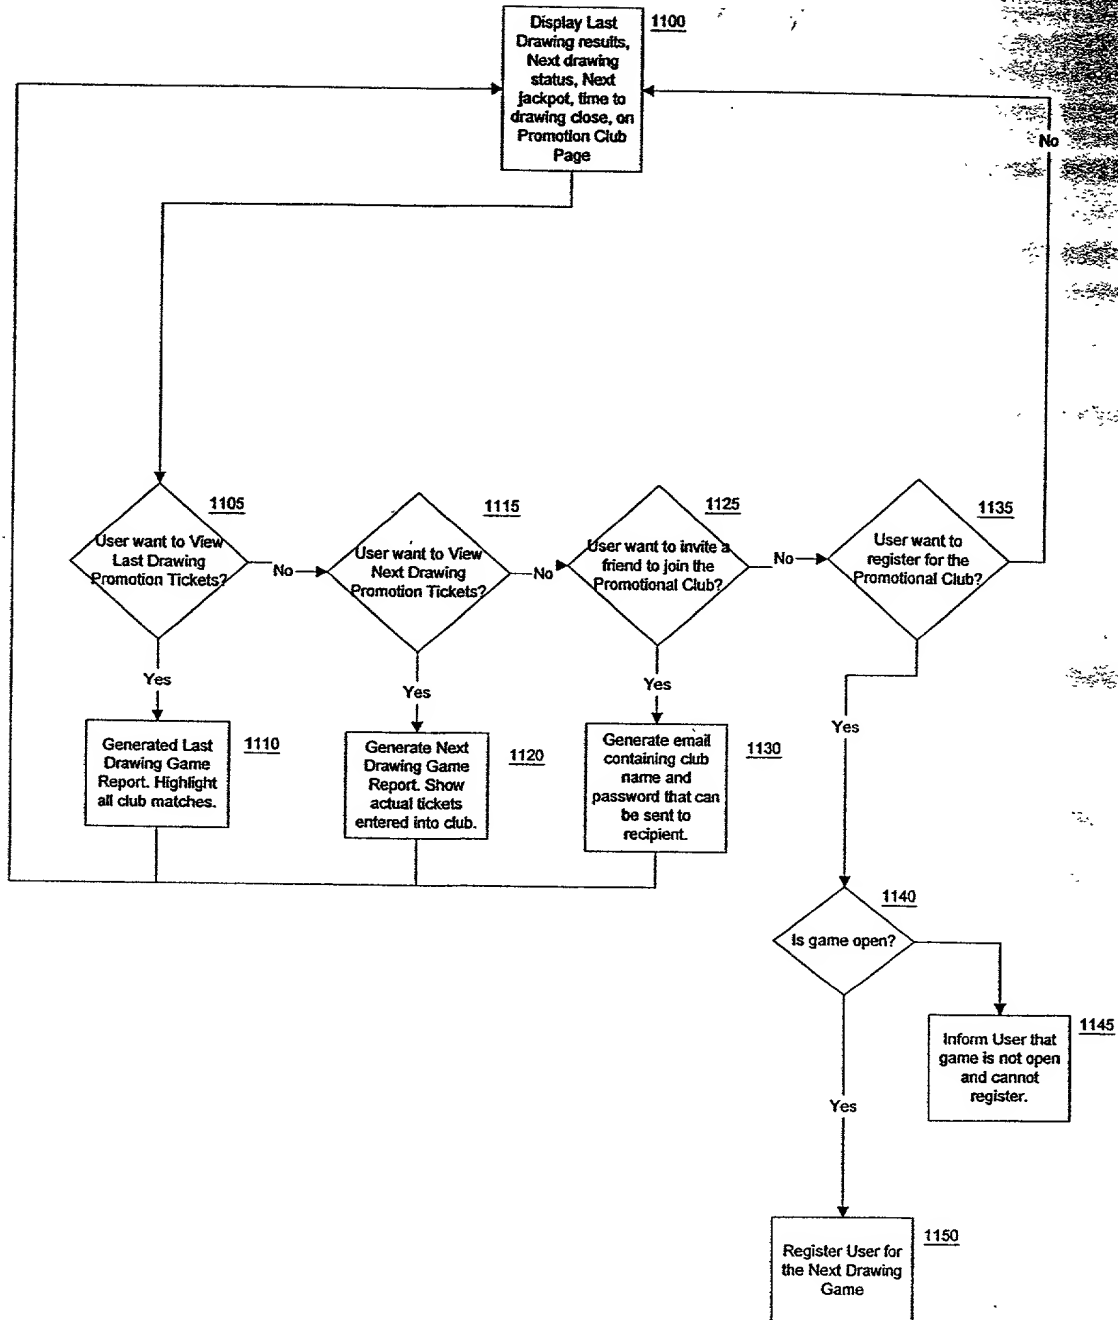 Display Last
Drawing results,
Next drawing
status, Next
jackpot, time to
drawing close, on
Promotion Club
Page
1100
No
1105
User want to View
Last Drawing
Promotion Tickets?
No
1115
User want to View
Next Drawing
Promotion Tickets?
No
1125
User want to invite a
friend to join the
Promotional Club?
No
1135
User want to
register for the
Promotional Club?
Yes
Yes
Yes
Yes
Generated Last
Drawing Game
Report. Highlight
all club matches.
1110
Generate Next
Drawing Game
Report. Show
actual tickets
entered into club.
1120
Generate email
containing club
name and
password that can
be sent to
recipient.
1130
1140
Is game open?
Inform User that
game is not open
and cannot
register.
1145
Yes
Register User for
the Next Drawing
Game
1150